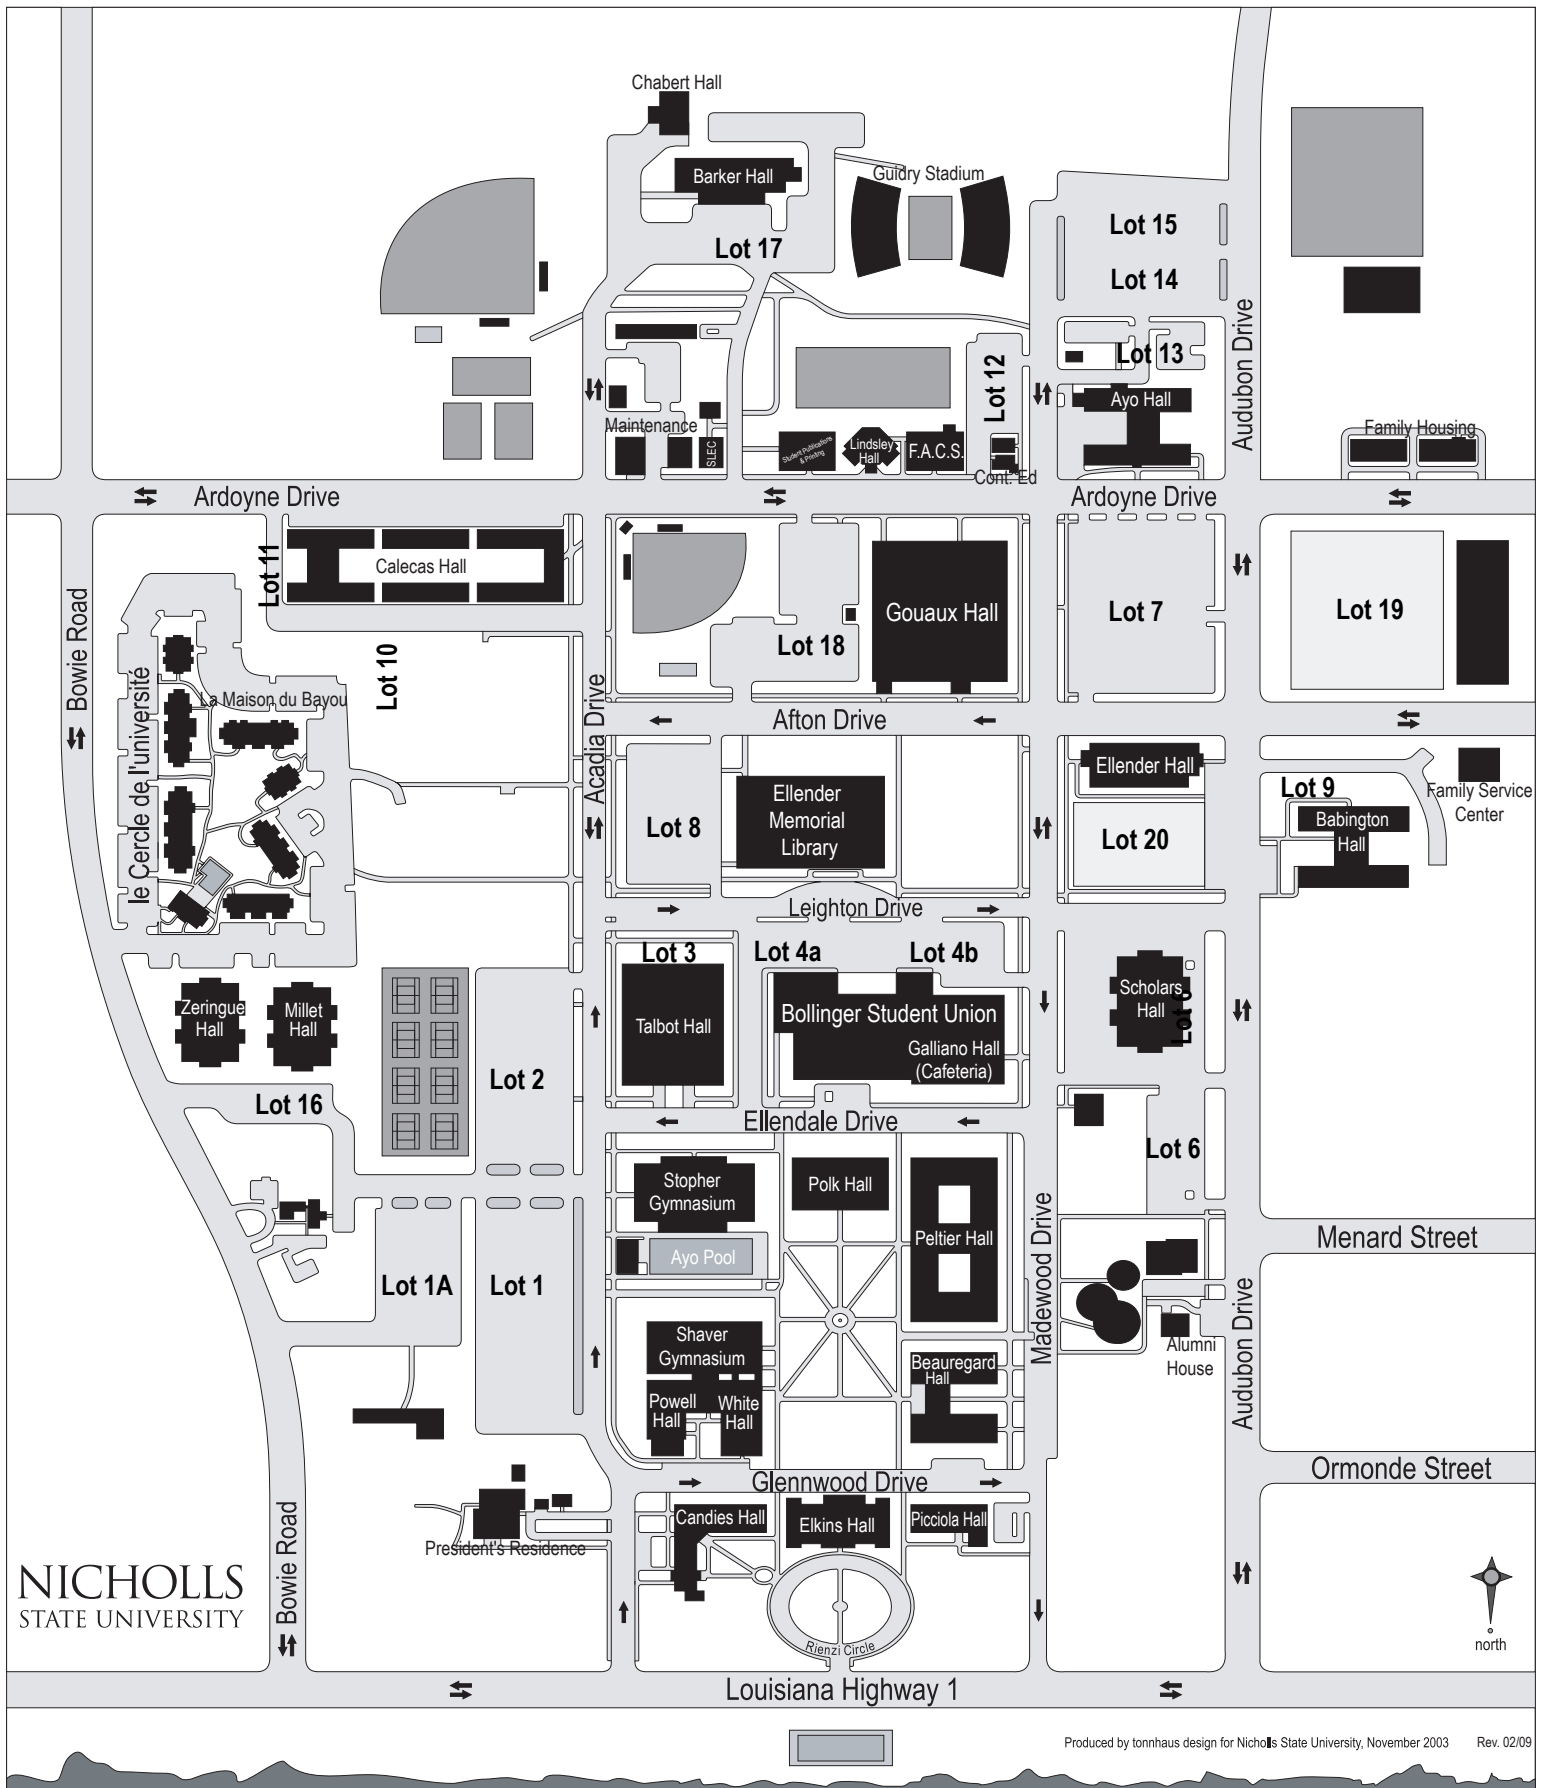 Chabert Hall
Barker Hall
Guidry Stadium
Lot 15
Lot 17
Lot 14
Audubon Drive
Lot 13
Lot 12
Ayo Hall
Maintenance
SLEC
Student Publications
& Printing
Lindsley
Hall
F.A.C.S.
Cont. Ed
Family Housing
Ardoyne Drive
Ardoyne Drive
Lot 11
Calecas Hall
Bowie Road
Gouaux Hall
Lot 7
Lot 19
Lot 18
Lot 10
le Cercle de l'université
La Maison du Bayou
Acadia Drive
Afton Drive
Ellender Hall
Lot 9
Family Service
Center
Ellender
Memorial
Library
Lot 8
Lot 20
Babington
Hall
Leighton Drive
Lot 3
Lot 4a
Lot 4b
Zeringue
Hall
Millet
Hall
Talbot Hall
Bollinger Student Union
Galliano Hall
(Cafeteria)
Scholars
Hall
Lot 6
Lot 2
Lot 16
Ellendale Drive
Lot 6
Stopher
Gymnasium
Polk Hall
Peltier Hall
Madewood Drive
Menard Street
Ayo Pool
Lot 1A
Lot 1
Shaver
Gymnasium
Beauregard
Hall
Alumni
House
Audubon Drive
Powell
Hall
White
Hall
Glennwood Drive
Ormonde Street
Candies Hall
Elkins Hall
Picciola Hall
President's Residence
Bowie Road
NICHOLLS
STATE UNIVERSITY
Rienzi Circle
north
Louisiana Highway 1
Produced by tonnhaus design for Nicholls State University, November 2003 Rev. 02/09